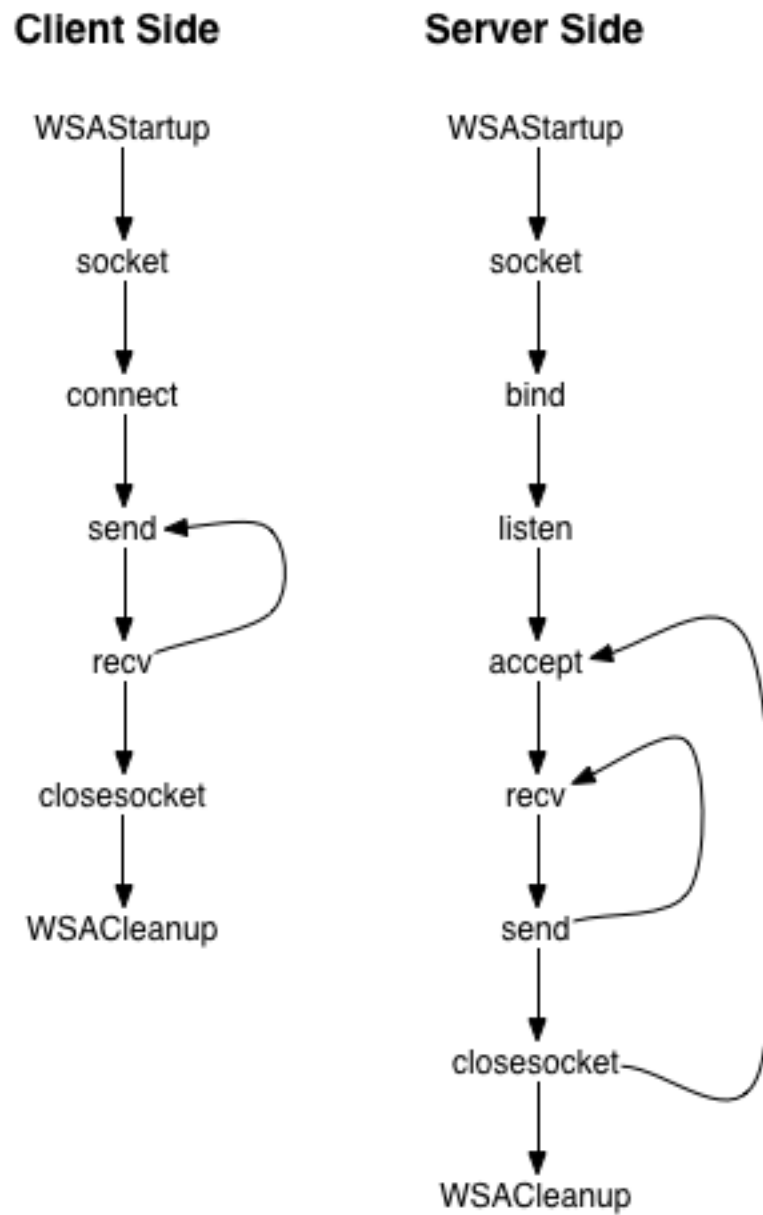 Client Side
WSAStartup
socket
connect
send
recv
closesocket
WSACleanup
Server Side
WSAStartup
socket
bind
listen
accept
recv
send
closesocket
WSACleanup